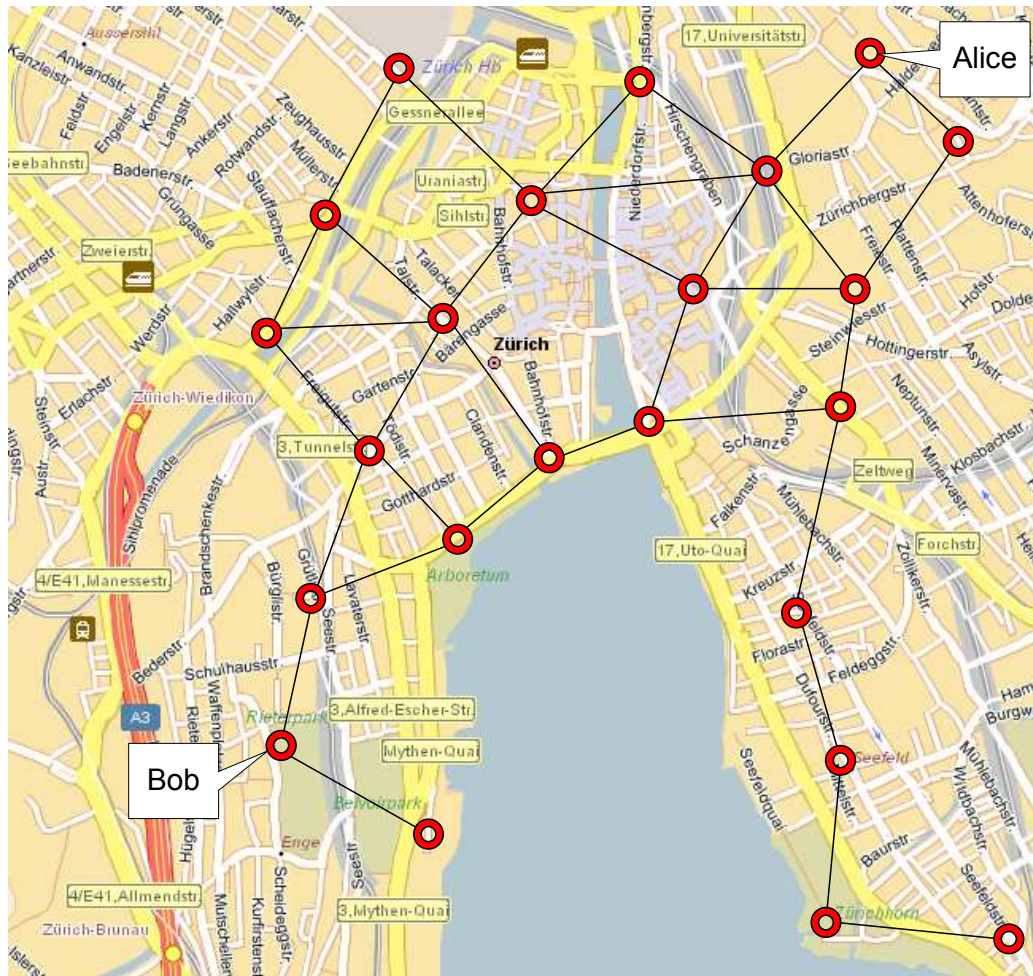 Aussersihl
Kanzleistr.
Anwandstr.
Feldstr.
Engelstr.
Kernstr.
Langstr.
Ankerstr.
Rotwandstr.
Zeughausstr.
Müllerstr.
Zürich Hb
Gessnerallee
17,Universitätstr.
Alice
Hirschengraben
Niederdorfstr.
Gloriastr.
Seebahnstr.
Badenerstr.
Grüngasse
Stauffacherstr.
Uraniastr.
Sihlstr.
Bahnhofstr.
Zürichbergstr.
Attenhoferstr.
Plattenstr.
Freiestr.
Zweierstr.
Talstr.
Talacker
Hofstr.
Hallwylstr.
Werdstr.
Bärengasse
Zürich
Steinwiesstr.
Hottingerstr.
Asylstr.
Erlachstr.
Zürich-Wiedikon
Freigutstr.
Gartenstr.
Bahnhofstr.
Neptunstr.
Steinstr.
Austr.
3,Tunnelstr.
Tödistr.
Claridenstr.
Schanzengasse
Klosbachstr.
Minervastr.
Zeltweg
Sihlpromenade
Gotthardstr.
Falkenstr.
Mühlebachstr.
Brandschenkestr.
17,Uto-Quai
Forchstr.
4/E41,Manessestr.
Bürglistr.
Lavaterstr.
Seestr.
Arboretum
Kreuzstr.
Zollikerstr.
Bederstr.
Schulhausstr.
Florastr.
Feldeggstr.
Dufourstr.
A3
Rieterpark
3,Alfred-Escher-Str.
Mythen-Quai
Seefeld
Seefeldquai
Mühlebachstr.
Wildbachstr.
Bob
Belvoirpark
Enge
Seestr.
Baurstr.
Seefeldstr.
4/E41,Allmendstr.
Scheideggstr.
Kurfirstenstr.
3,Mythen-Quai
Zürichhorn
Zürich-Brunau